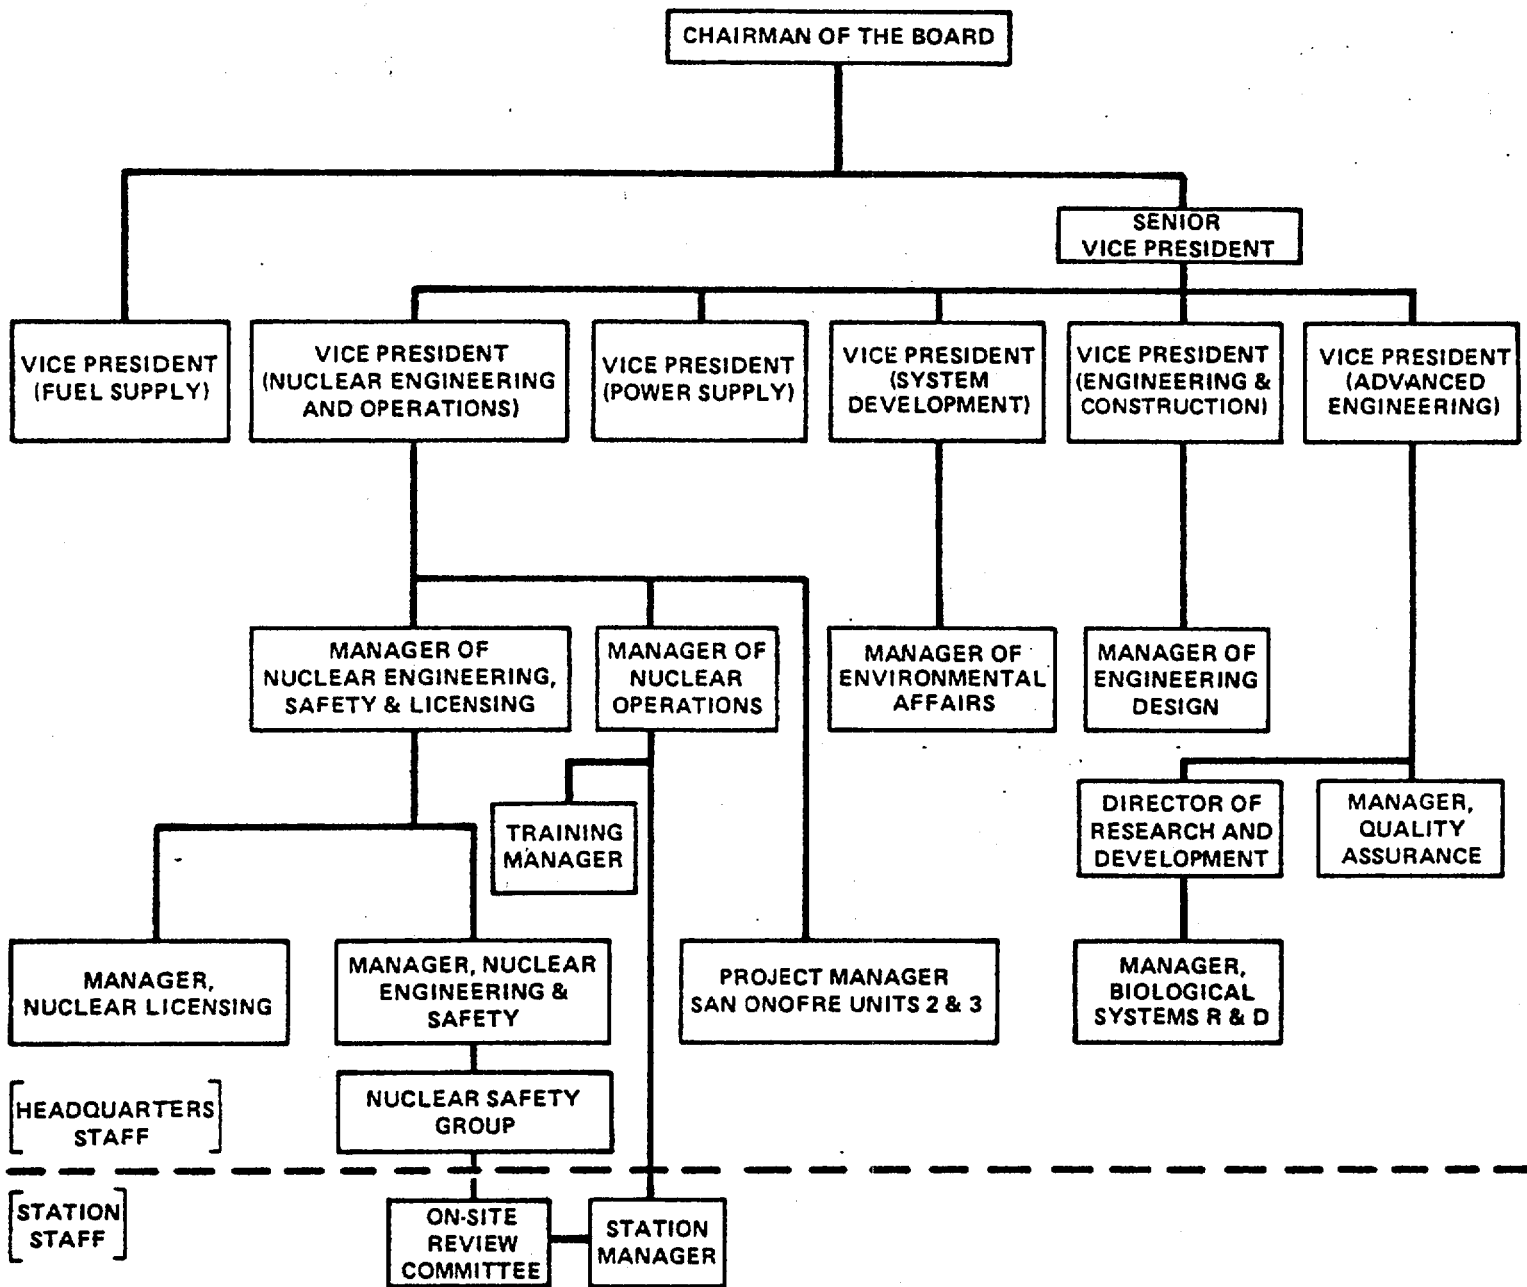 CHAIRMAN OF THE BOARD
SENIOR
VICE PRESIDENT
VICE PRESIDENT
(FUEL SUPPLY)
VICE PRESIDENT
(NUCLEAR ENGINEERING
AND OPERATIONS)
VICE PRESIDENT
(POWER SUPPLY)
VICE PRESIDENT
(SYSTEM
DEVELOPMENT)
VICE PRESIDENT
(ENGINEERING &
CONSTRUCTION)
VICE PRESIDENT
(ADVANCED
ENGINEERING)
MANAGER OF
NUCLEAR ENGINEERING,
SAFETY & LICENSING
MANAGER OF
NUCLEAR
OPERATIONS
MANAGER OF
ENVIRONMENTAL
AFFAIRS
MANAGER OF
ENGINEERING
DESIGN
TRAINING
MANAGER
DIRECTOR OF
RESEARCH AND
DEVELOPMENT
MANAGER,
QUALITY
ASSURANCE
MANAGER,
NUCLEAR LICENSING
MANAGER, NUCLEAR
ENGINEERING &
SAFETY
PROJECT MANAGER
SAN ONOFRE UNITS 2 & 3
MANAGER,
BIOLOGICAL
SYSTEMS R & D
[HEADQUARTERS
STAFF]
NUCLEAR SAFETY
GROUP
[STATION
STAFF]
ON-SITE
REVIEW
COMMITTEE
STATION
MANAGER